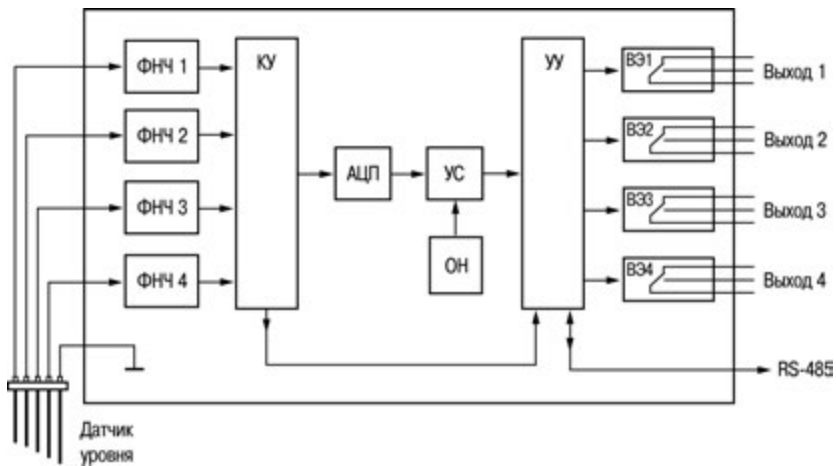 ФНЧ 1
КУ
УУ
ВЭ1
Выход 1
ФНЧ 2
ВЭ2
Выход 2
АЦП
УС
ФНЧ 3
ВЭ3
Выход 3
ОН
ФНЧ 4
ВЭ4
Выход 4
RS-485
Датчик
уровня